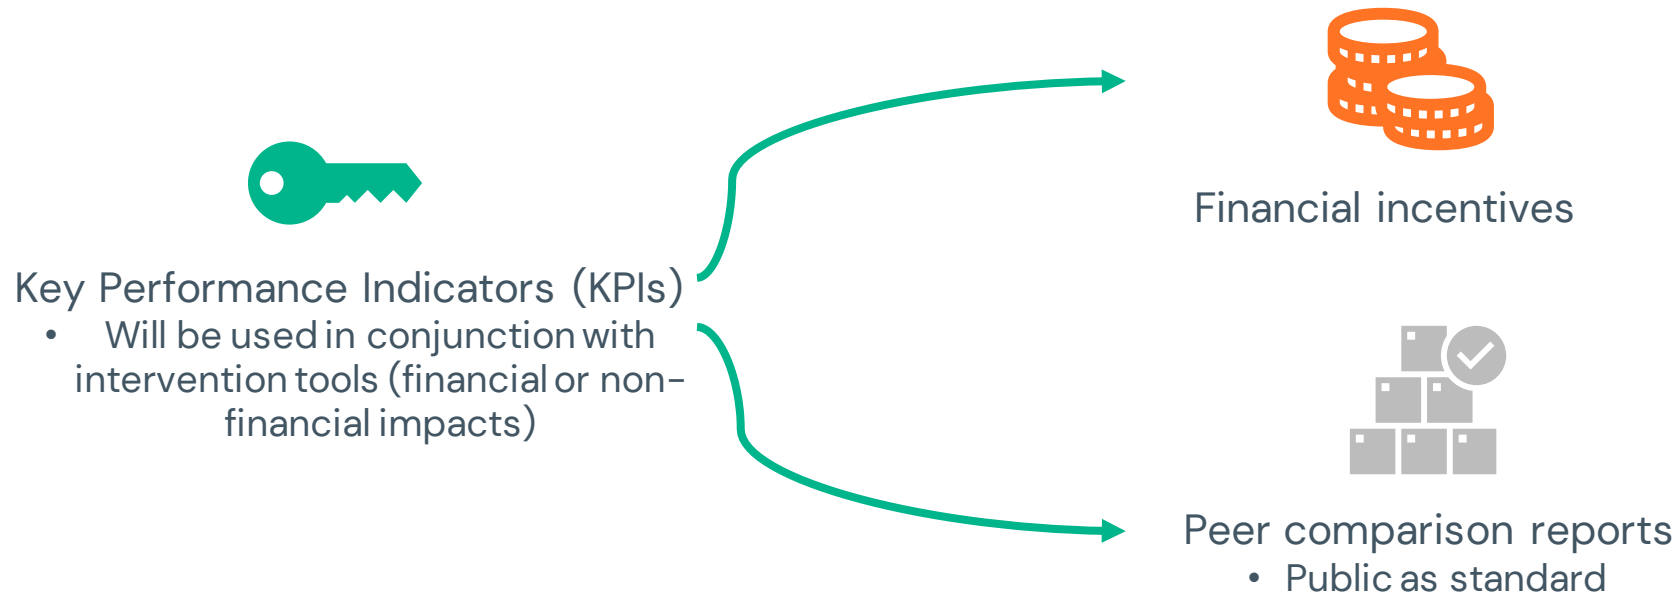 Key Performance Indicators (KPIs)
• Will be used in conjunction with
intervention tools (financial or non-
financial impacts)
Financial incentives
Peer comparison reports
• Public as standard